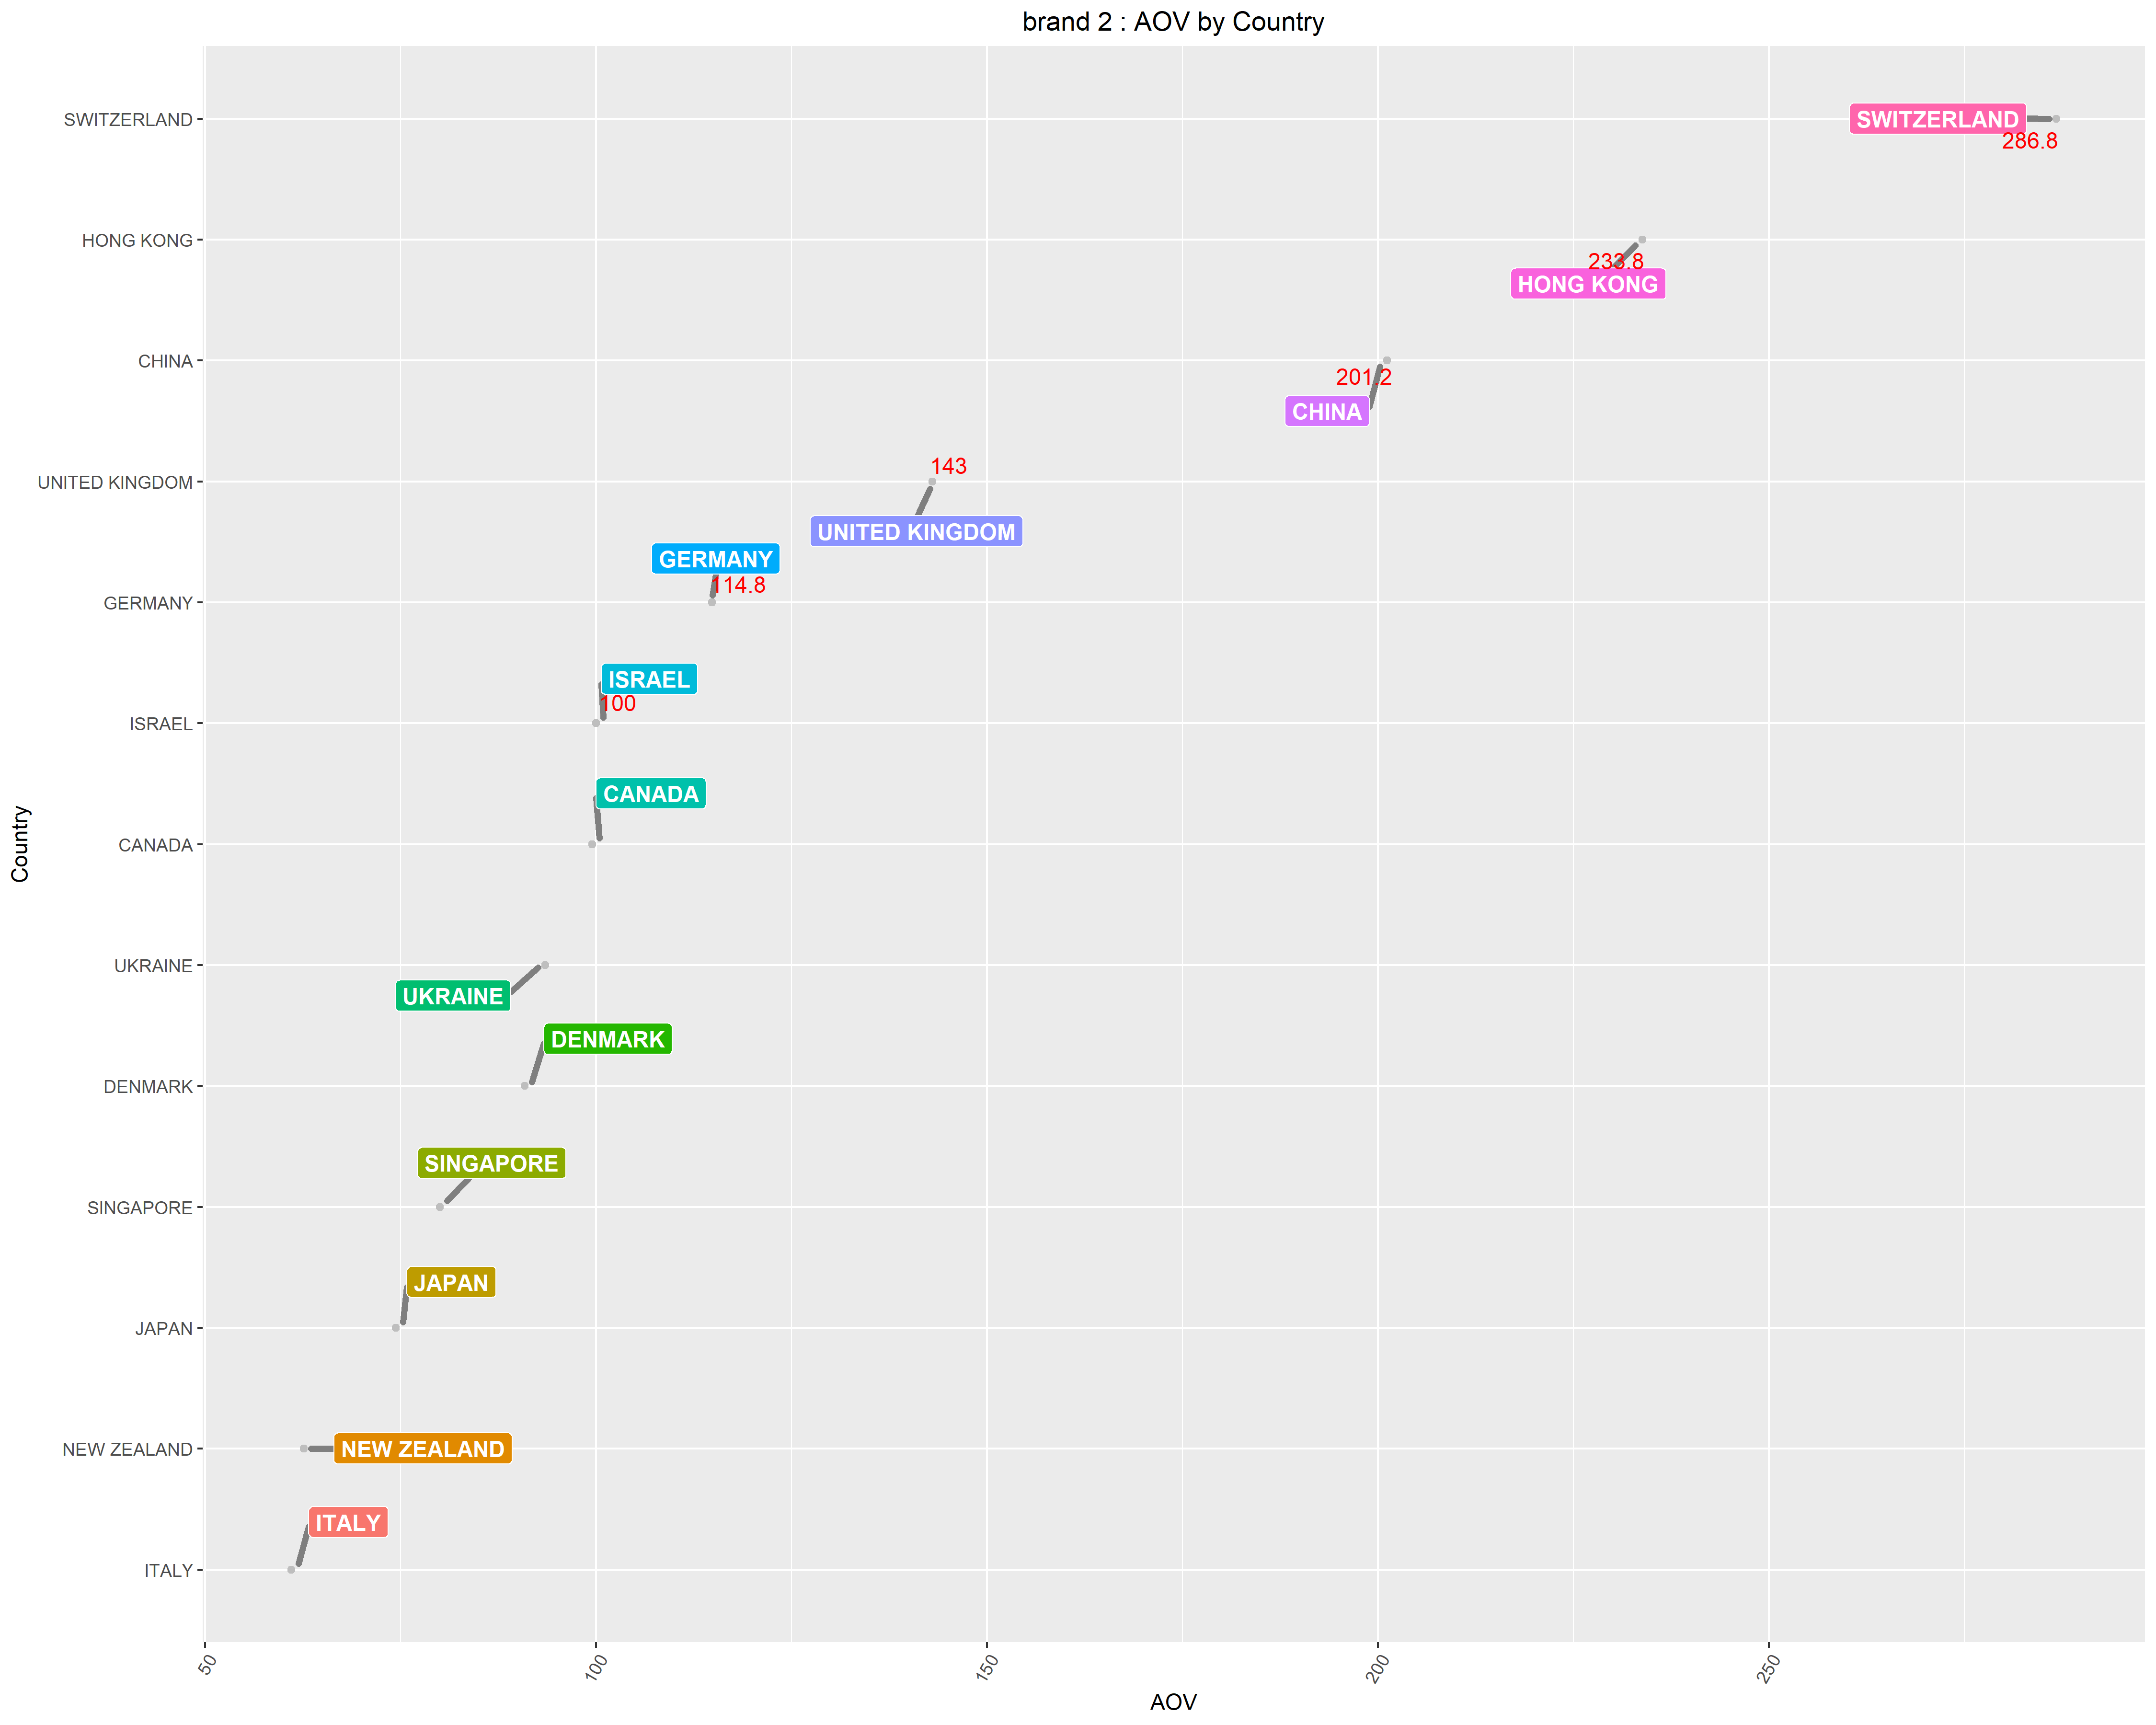 brand 2 : AOV by Country
SWITZERLAND
SWITZERLAND
286.8
HONG KONG
233.8
HONG KONG
CHINA
201.2
CHINA
143
UNITED KINGDOM
UNITED KINGDOM
GERMANY
114.8
GERMANY
ISRAEL
100
ISRAEL
CANADA
Country
CANADA
UKRAINE
UKRAINE
DENMARK
DENMARK
SINGAPORE
SINGAPORE
JAPAN
JAPAN
NEW ZEALAND
NEW ZEALAND
ITALY
ITALY
50 100 150 200 250
AOV